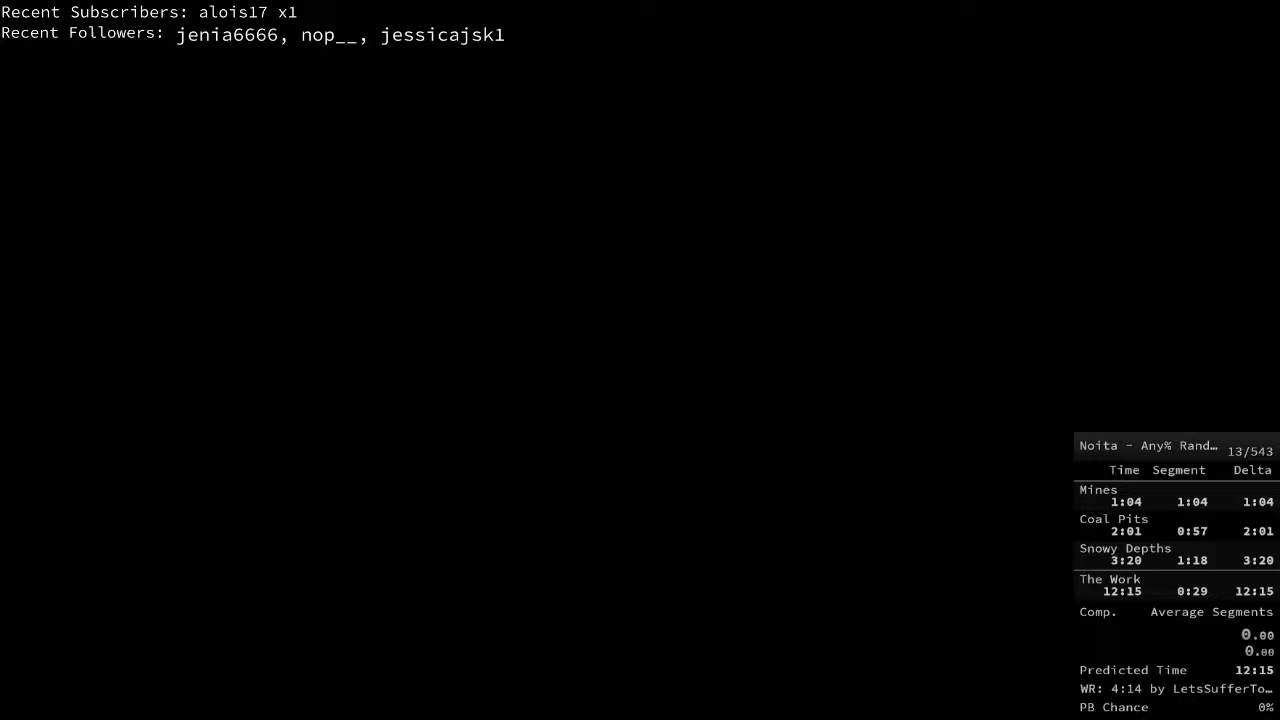 Recent Subscribers: alois17 x1
Recent Followers: jenia6666, nop__, jessicajsk1
Noita - Any% Rand… 13/543
Time Segment Delta
Mines
1:04 1:04 1:04
Coal Pits
2:01 0:57 2:01
Snowy Depths
3:20 1:18 3:20
The Work
12:15 0:29 12:15
Comp. Average Segments
0.00
0.00
Predicted Time 12:15
WR: 4:14 by LetsSufferTo…
PB Chance 0%